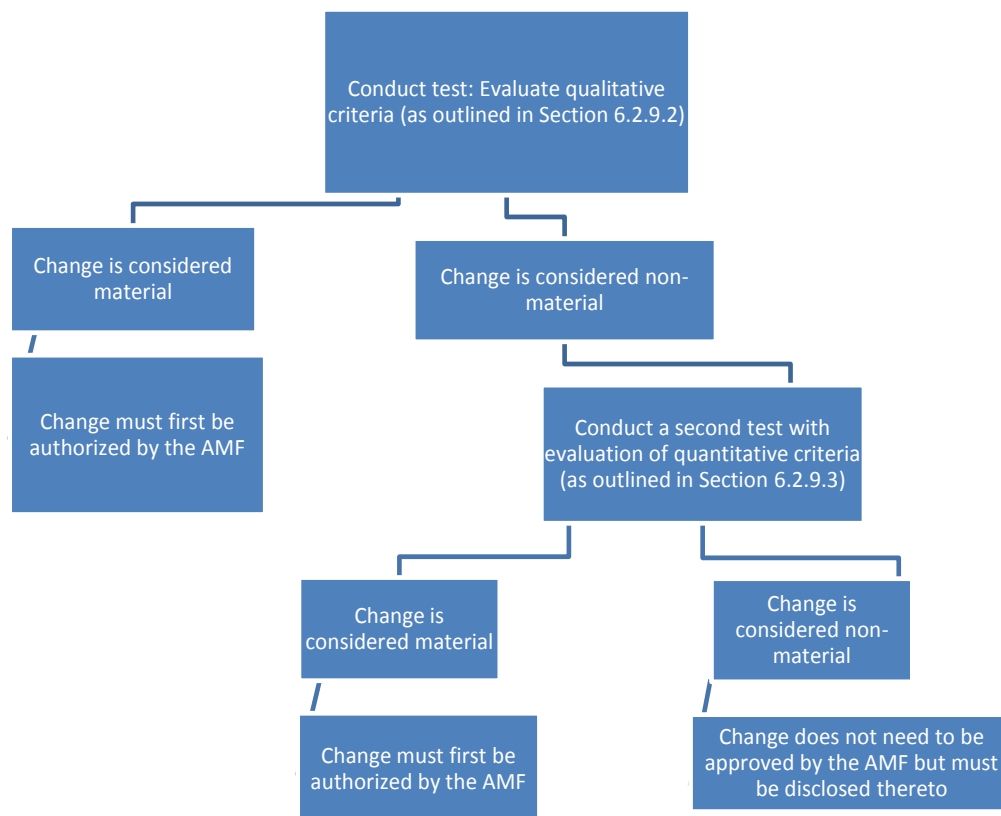 Conduct test: Evaluate qualitative
criteria (as outlined in Section 6.2.9.2)
Change is considered
material
Change is considered non-
material
Change must first be
authorized by the AMF
Conduct a second test with
evaluation of quantitative criteria
(as outlined in Section 6.2.9.3)
Change is
considered material
Change is
considered non-
material
Change must first be
authorized by the AMF
Change does not need to be
approved by the AMF but must
be disclosed thereto